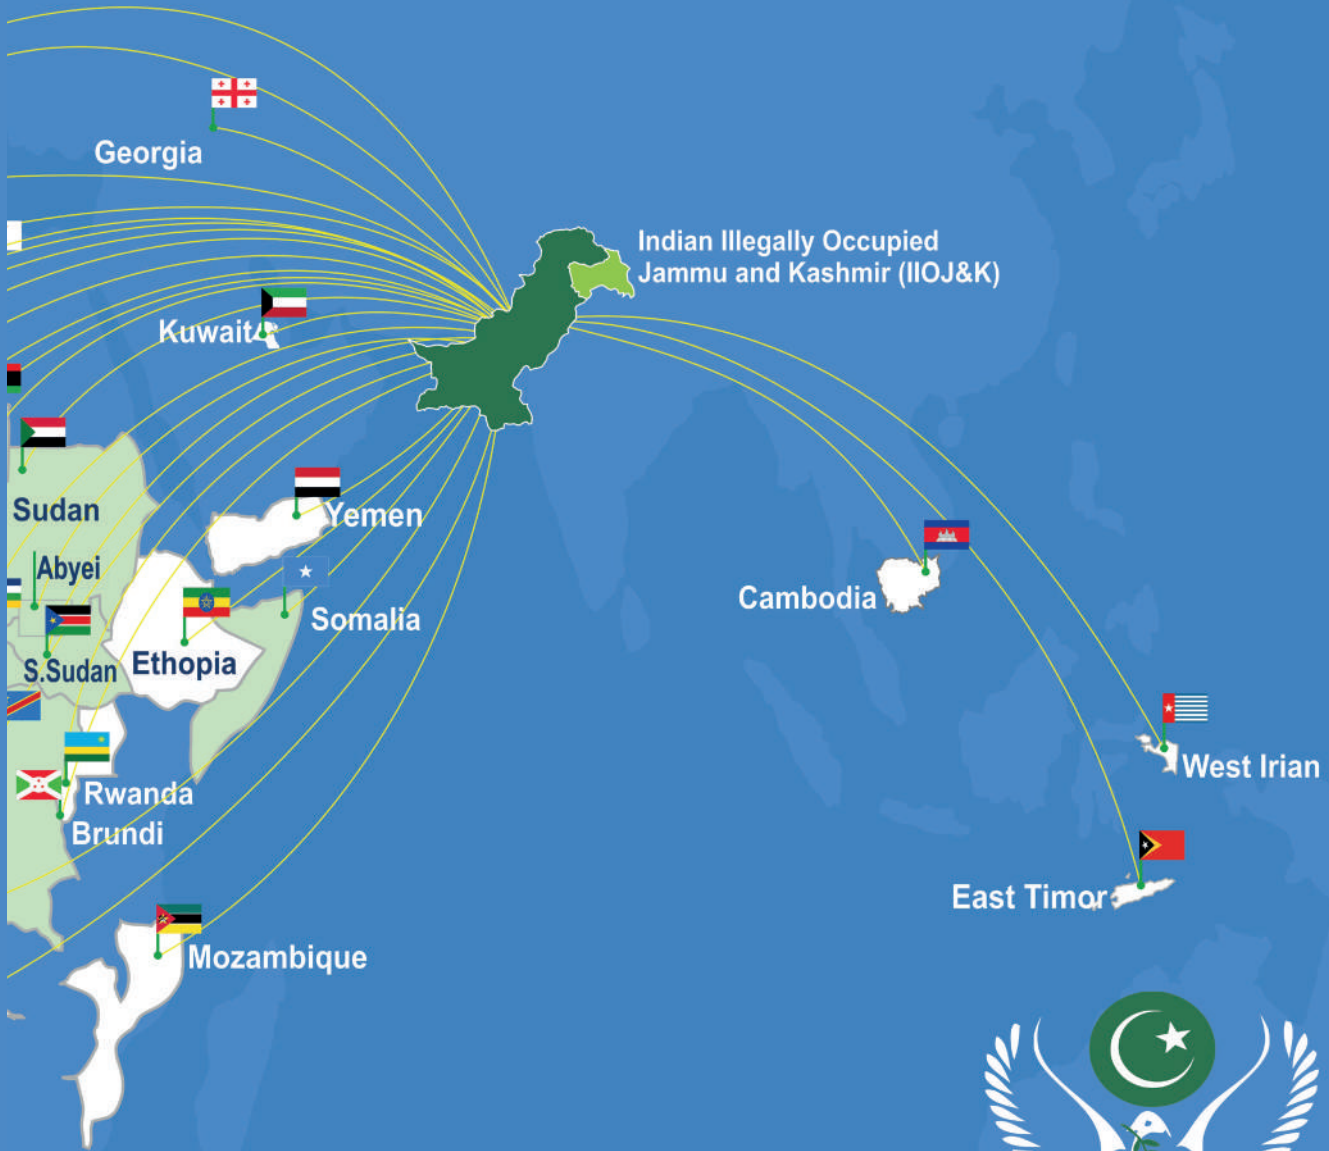 Georgia
Indian Illegally Occupied
Jammu and Kashmir (IIOJ&K)
Kuwait
Sudan
Yemen
Abyei
Somalia
Cambodia
S.Sudan
Ethopia
West Irian
Rwanda
Brundi
East Timor
Mozambique